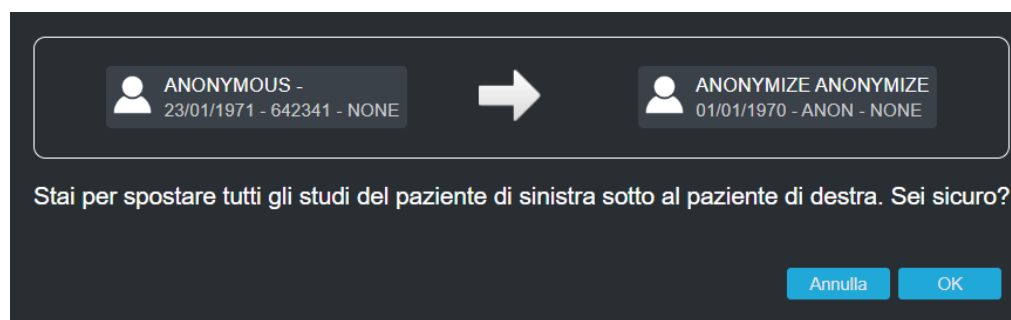 ANONYMOUS -
23/01/1971 - 642341 - NONE
ANONYMIZE ANONYMIZE
01/01/1970 - ANON - NONE
Stai per spostare tutti gli studi del paziente di sinistra sotto al paziente di destra. Sei sicuro?
Annulla
OK